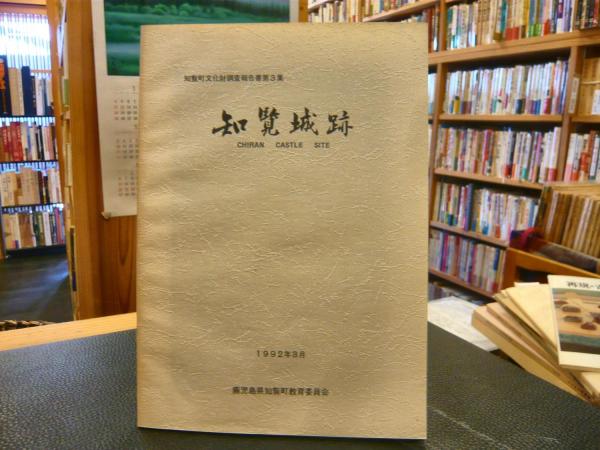 知覧町文化財調査報告書第3集
知覧城跡
CHIRAN CASTLE SITE
1992年3月
鹿児島県知覧町教育委員会